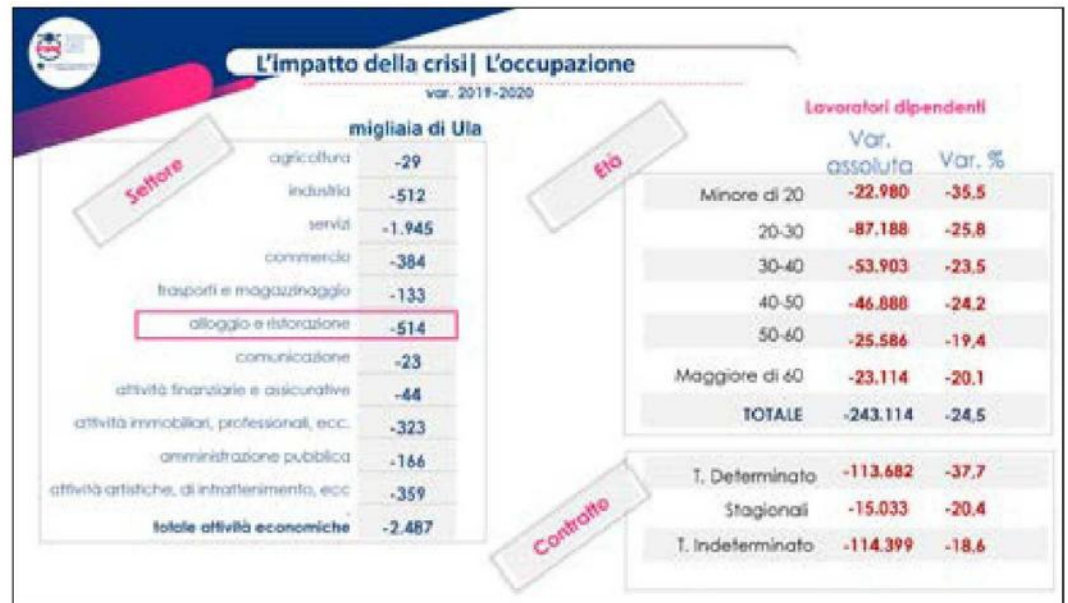 L'impatto della crisi| L'occupazione
var. 2019-2020
Settore
migliaia di Ula
agricoltura -29
industria -512
servizi -1.945
commercio -384
trasporti e magazzinaggio -133
alloggio e ristorazione -514
comunicazione -23
attività finanziarie e assicurative -44
attività immobiliari, professionali, ecc. -323
amministrazione pubblica -166
attività artistiche, di intrattenimento, ecc -359
totale attività economiche -2.487
Età
Lavoratori dipendenti
Var. assoluta Var. %
Minore di 20 -22.980 -35,5
20-30 -87.188 -25,8
30-40 -53.903 -23,5
40-50 -46.888 -24,2
50-60 -25.586 -19,4
Maggiore di 60 -23.114 -20,1
TOTALE -243.114 -24,5
Contratto
T. Determinato -113.682 -37,7
Stagionali -15.033 -20,4
T. Indeterminato -114.399 -18,6